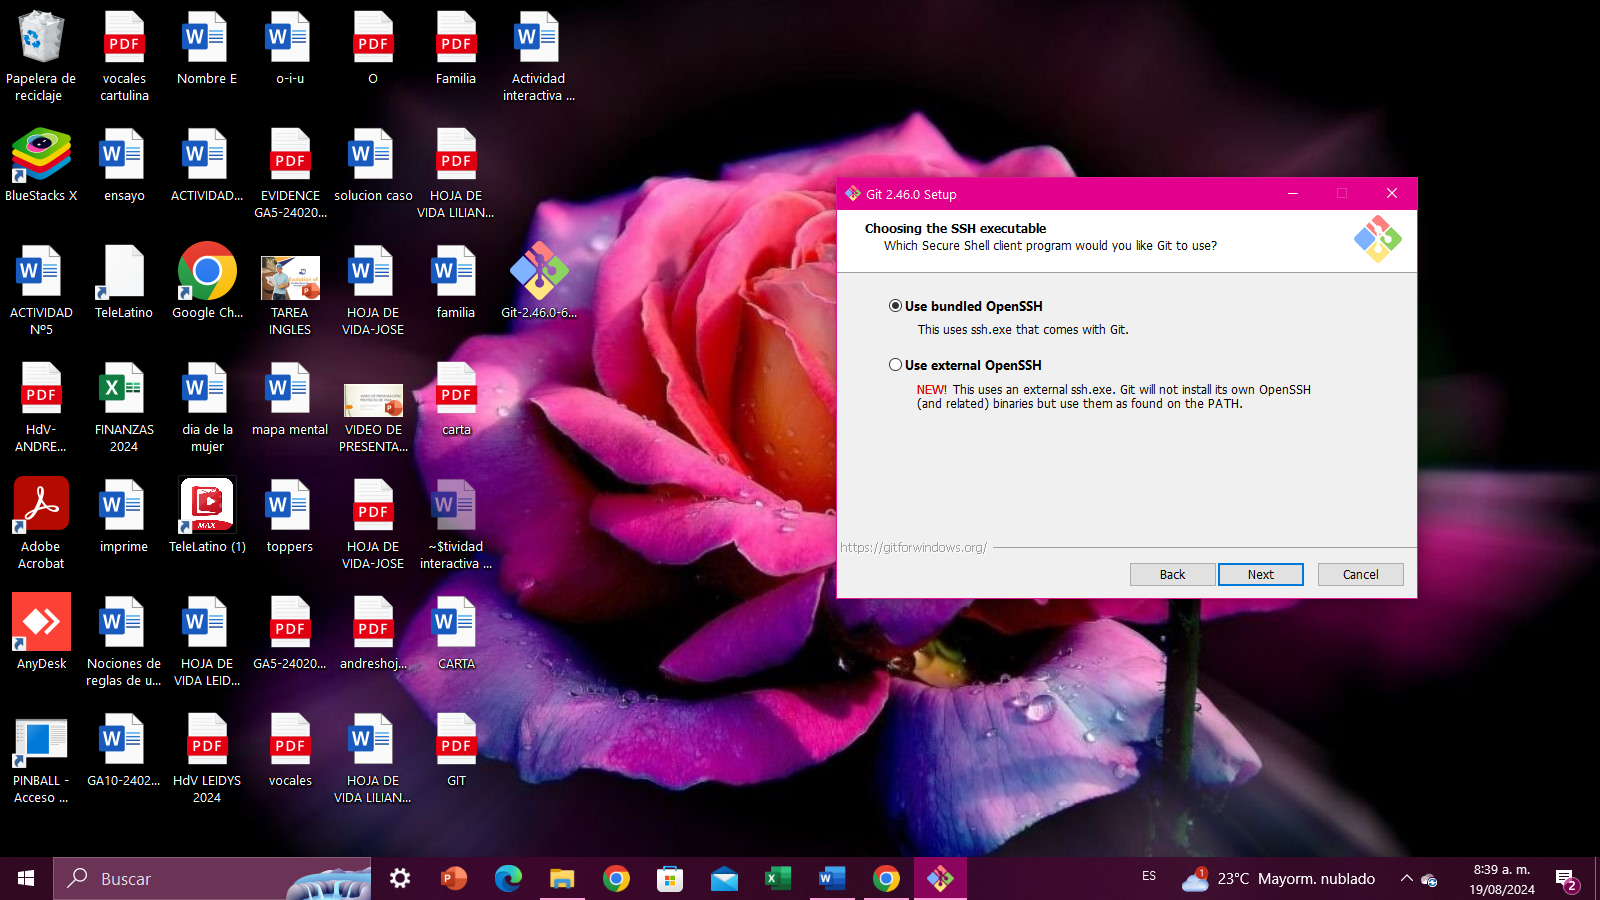 Papelera de
reciclaje
vocales
cartulina
Nombre E
o-i-u
O
Familia
Actividad
interactiva ...
BlueStacks X
ensayo
ACTIVIDAD...
EVIDENCE
GA5-24020...
solucion caso
HOJA DE
VIDA LILIAN...
ACTIVIDAD
Nº5
TeleLatino
Google Ch...
TAREA
INGLES
HOJA DE
VIDA-JOSE
familia
Git-2.46.0-6...
HdV-
ANDRE...
FINANZAS
2024
dia de la
mujer
mapa mental
VIDEO DE
PRESENTA...
carta
Adobe
Acrobat
imprime
MAX
TeleLatino (1)
toppers
HOJA DE
VIDA-JOSE
~$tividad
interactiva ...
AnyDesk
Nociones de
reglas de u...
HOJA DE
VIDA LEID...
GA5-24020...
andreshoj...
CARTA
PINBALL -
Acceso ...
GA10-2402...
HdV LEIDYS
2024
vocales
HOJA DE
VIDA LILIAN...
GIT
Git 2.46.0 Setup
Choosing the SSH executable
Which Secure Shell client program would you like Git to use?
Use bundled OpenSSH
This uses ssh.exe that comes with Git.
Use external OpenSSH
NEW! This uses an external ssh.exe. Git will not install its own OpenSSH
(and related) binaries but use them as found on the PATH.
https://gitforwindows.org/
Back
Next
Cancel
Buscar
ES
1
23°C Mayorm. nublado
8:39 a. m.
19/08/2024
2